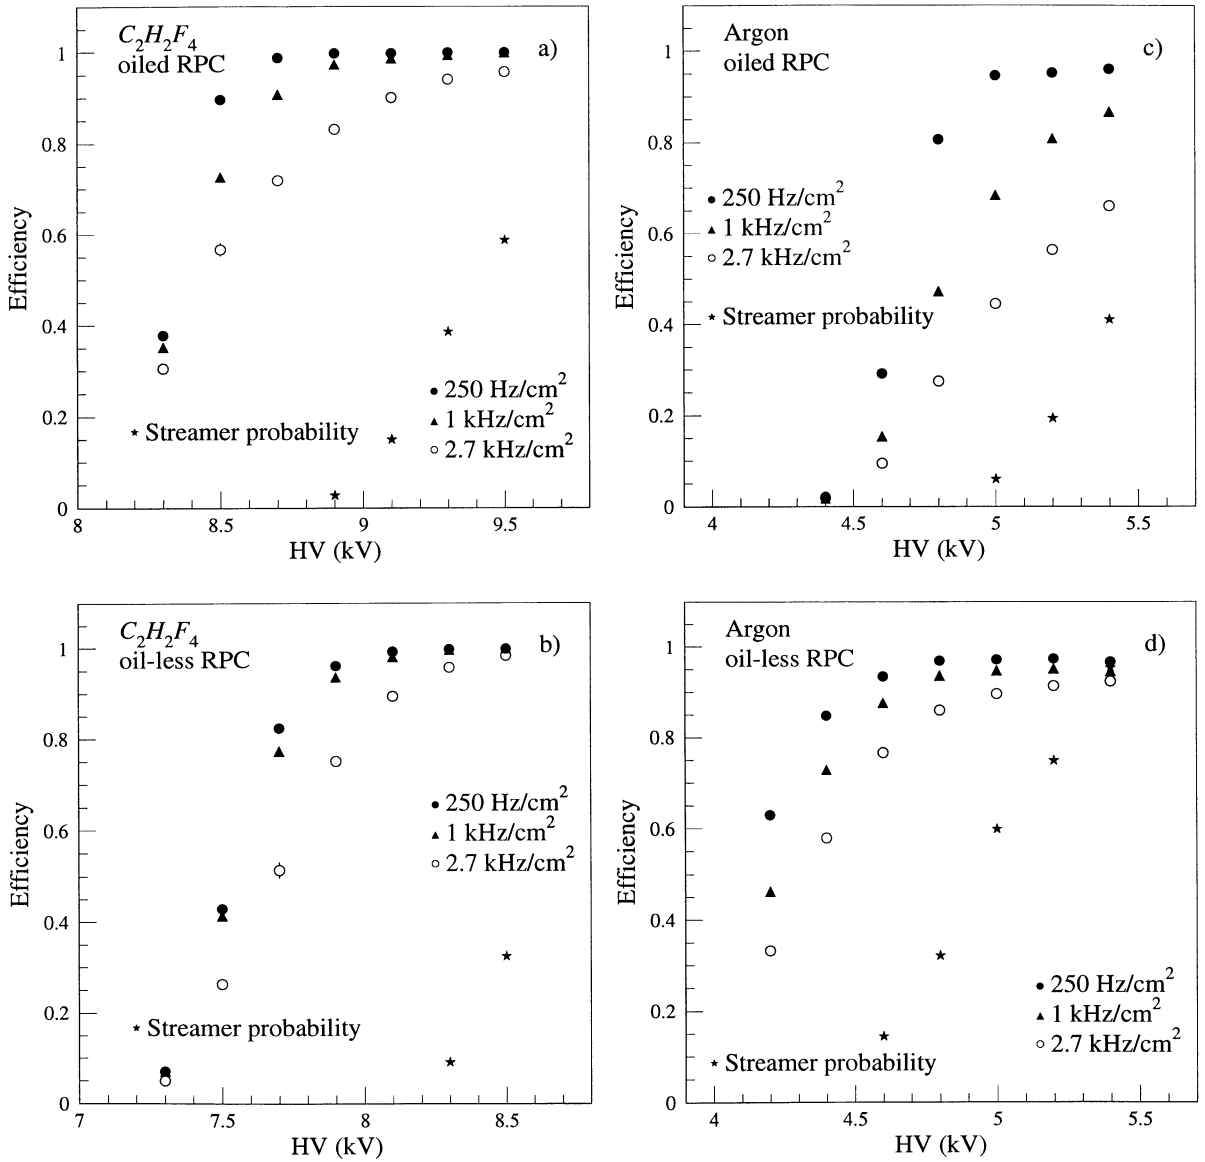 C₂H₂F₄
oiled RPC
a)
1
0.8
0.6
0.4
0.2
0
Efficiency
250 Hz/cm²
1 kHz/cm²
2.7 kHz/cm²
Streamer probability
8
8.5
9
9.5
HV (kV)
Argon
oiled RPC
c)
1
0.8
0.6
0.4
0.2
0
Efficiency
250 Hz/cm²
1 kHz/cm²
2.7 kHz/cm²
Streamer probability
4
4.5
5
5.5
HV (kV)
C₂H₂F₄
oil-less RPC
b)
1
0.8
0.6
0.4
0.2
0
Efficiency
250 Hz/cm²
1 kHz/cm²
2.7 kHz/cm²
Streamer probability
7
7.5
8
8.5
HV (kV)
Argon
oil-less RPC
d)
1
0.8
0.6
0.4
0.2
0
Efficiency
250 Hz/cm²
1 kHz/cm²
2.7 kHz/cm²
Streamer probability
4
4.5
5
5.5
HV (kV)